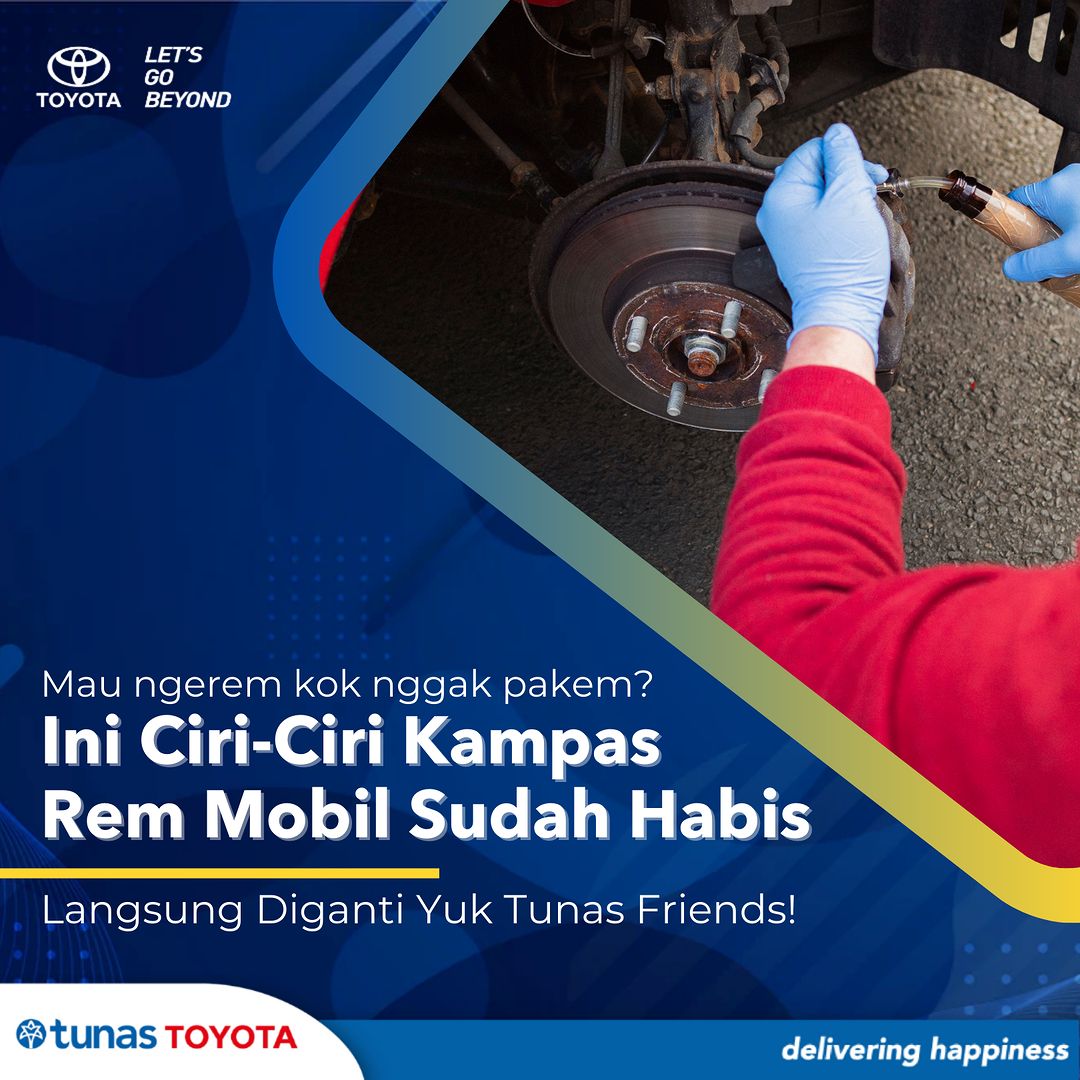 TOYOTA
LET'S
GO
BEYOND
Mau ngerem kok nggak pakem?
Ini Ciri-Ciri Kampas
Rem Mobil Sudah Habis
Langsung Diganti Yuk Tunas Friends!
tunas TOYOTA
delivering happiness